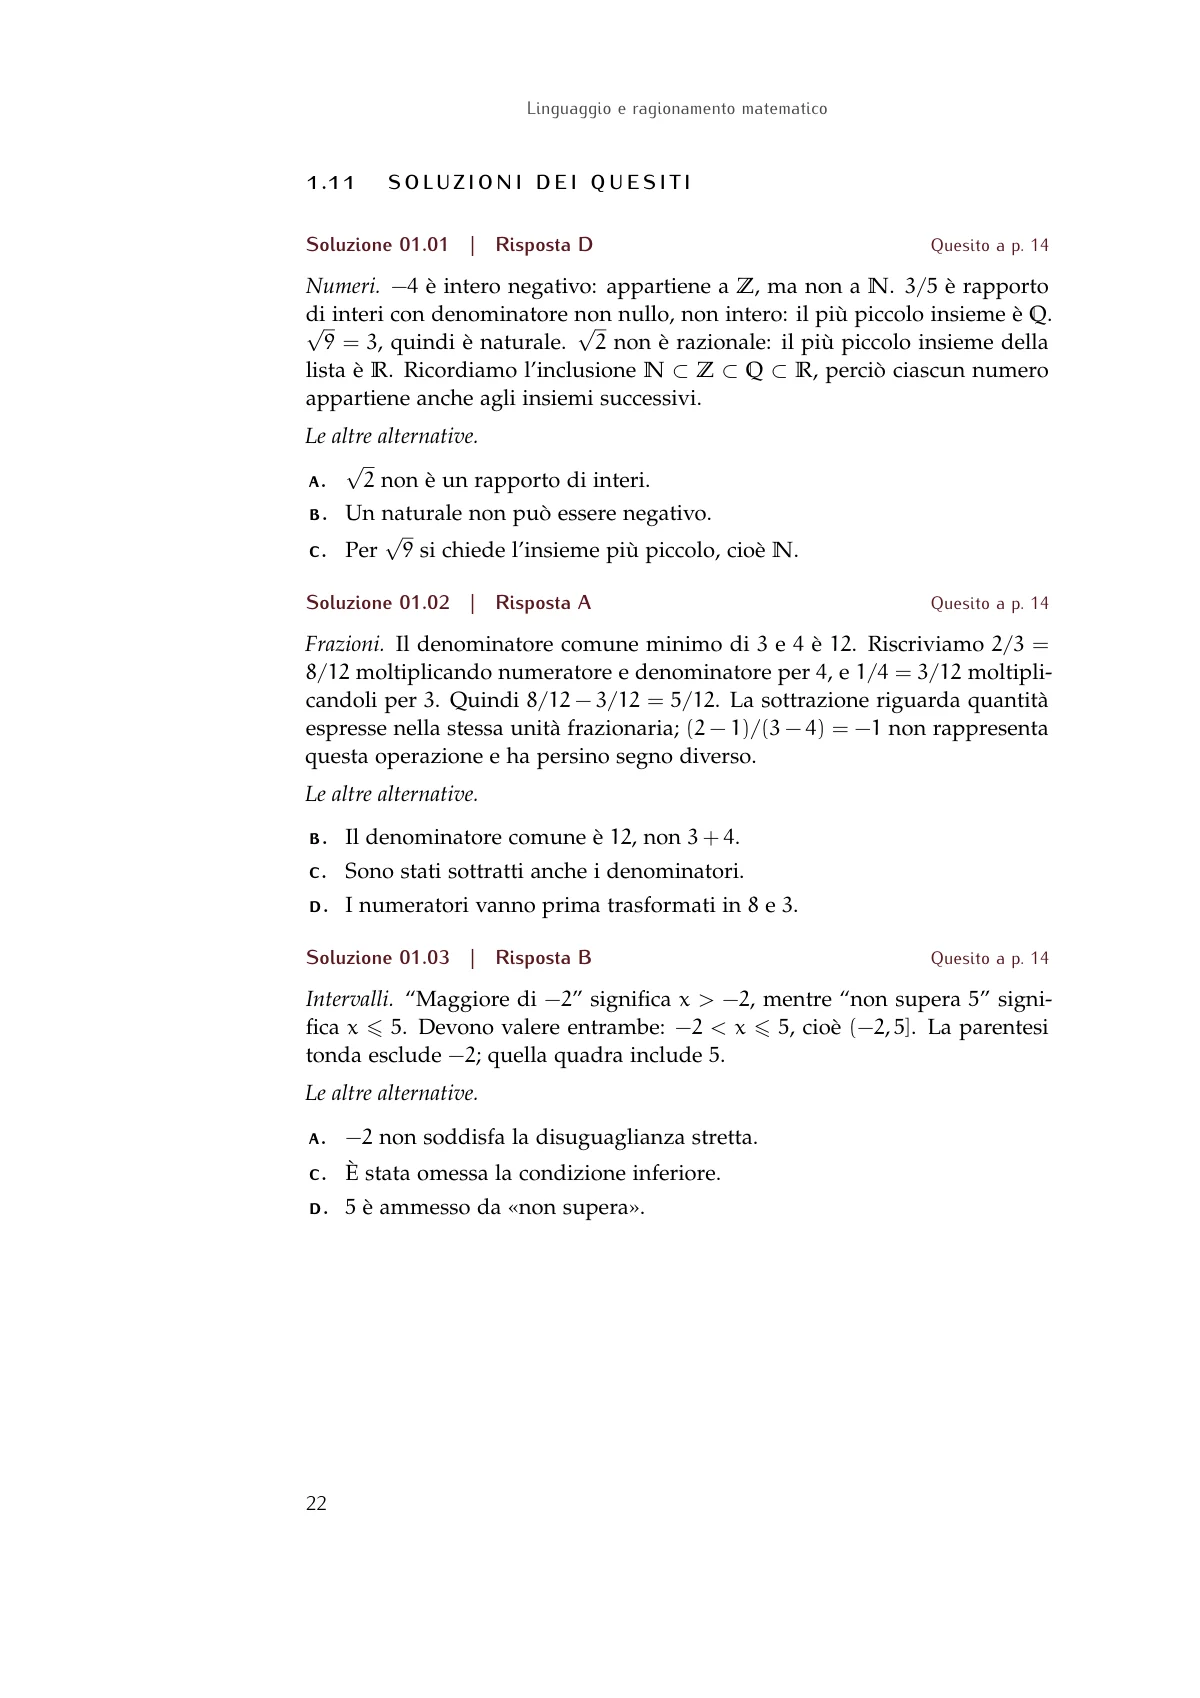 Linguaggio e ragionamento matematico
1.11 SOLUZIONI DEI QUESITI
Soluzione 01.01 | Risposta D Quesito a p. 14
Numeri. −4 è intero negativo: appartiene a ℤ, ma non a ℕ. 3/5 è rapporto
di interi con denominatore non nullo, non intero: il più piccolo insieme è ℚ.
√9 = 3, quindi è naturale. √2 non è razionale: il più piccolo insieme della
lista è ℝ. Ricordiamo l'inclusione ℕ ⊂ ℤ ⊂ ℚ ⊂ ℝ, perciò ciascun numero
appartiene anche agli insiemi successivi.
Le altre alternative.
A. √2 non è un rapporto di interi.
B. Un naturale non può essere negativo.
C. Per √9 si chiede l'insieme più piccolo, cioè ℕ.
Soluzione 01.02 | Risposta A Quesito a p. 14
Frazioni. Il denominatore comune minimo di 3 e 4 è 12. Riscriviamo 2/3 =
8/12 moltiplicando numeratore e denominatore per 4, e 1/4 = 3/12 moltipli-
candoli per 3. Quindi 8/12 − 3/12 = 5/12. La sottrazione riguarda quantità
espresse nella stessa unità frazionaria; (2 − 1)/(3 − 4) = −1 non rappresenta
questa operazione e ha persino segno diverso.
Le altre alternative.
B. Il denominatore comune è 12, non 3 + 4.
C. Sono stati sottratti anche i denominatori.
D. I numeratori vanno prima trasformati in 8 e 3.
Soluzione 01.03 | Risposta B Quesito a p. 14
Intervalli. “Maggiore di −2” significa x > −2, mentre “non supera 5” signi-
fica x ⩽ 5. Devono valere entrambe: −2 < x ⩽ 5, cioè (−2, 5]. La parentesi
tonda esclude −2; quella quadra include 5.
Le altre alternative.
A. −2 non soddisfa la disuguaglianza stretta.
C. È stata omessa la condizione inferiore.
D. 5 è ammesso da «non supera».
22